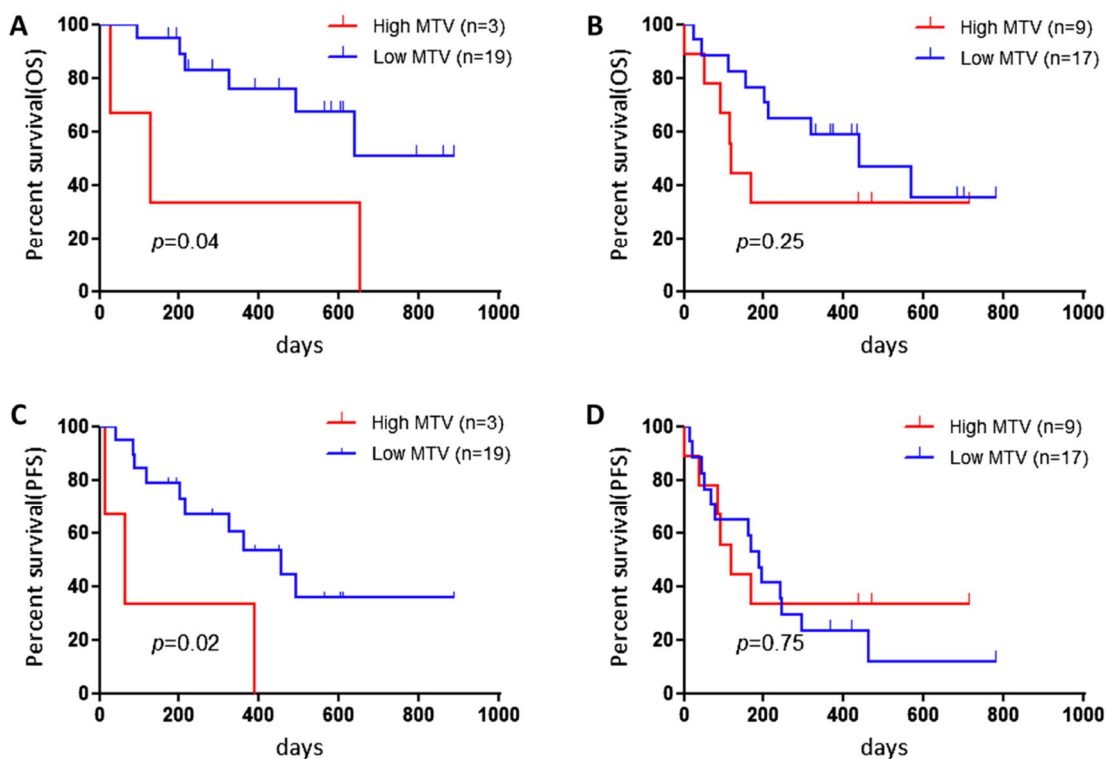 A
Percent survival(OS)
100
80
60
40
20
0
High MTV (n=3)
Low MTV (n=19)
p=0.04
0 200 400 600 800 1000
days
B
Percent survival(OS)
100
80
60
40
20
0
High MTV (n=9)
Low MTV (n=17)
p=0.25
0 200 400 600 800 1000
days
C
Percent survival(PFS)
100
80
60
40
20
0
High MTV (n=3)
Low MTV (n=19)
p=0.02
0 200 400 600 800 1000
days
D
Percent survival(PFS)
100
80
60
40
20
0
High MTV (n=9)
Low MTV (n=17)
p=0.75
0 200 400 600 800 1000
days